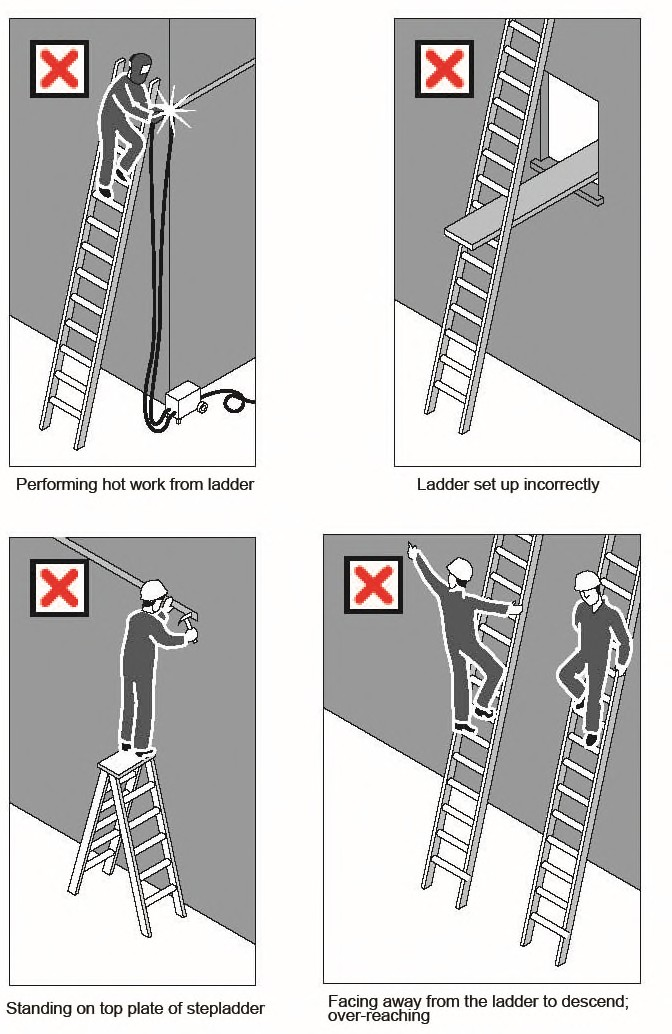 Performing hot work from ladder
Ladder set up incorrectly
Standing on top plate of stepladder
Facing away from the ladder to descend;
over-reaching